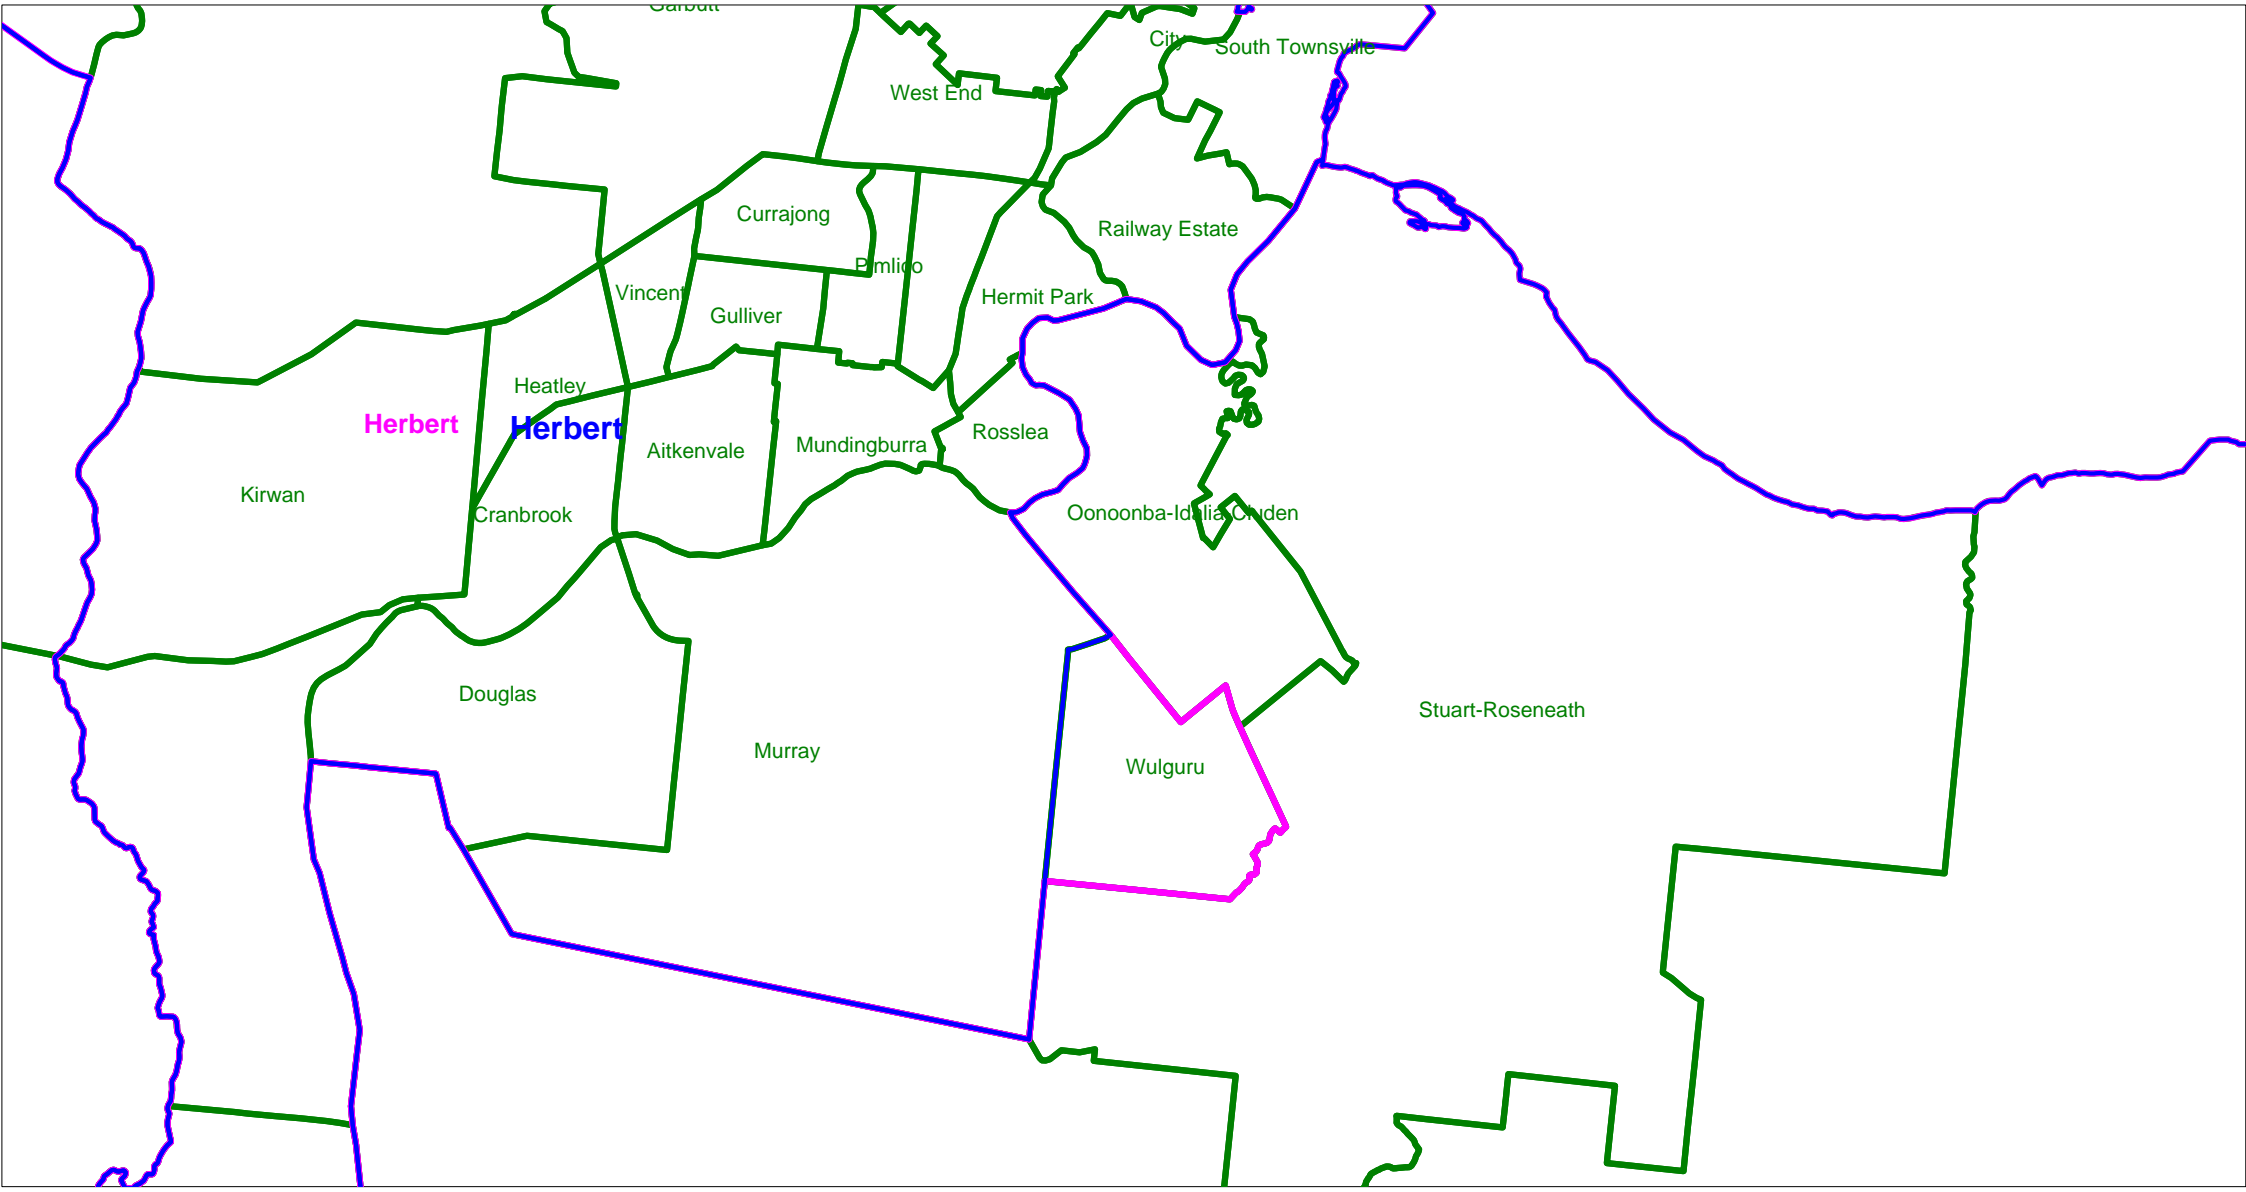 Garbutt
City
South Townsville
West End
Currajong
Railway Estate
Pimlico
Vincent
Hermit Park
Gulliver
Heatley
Herbert
Herbert
Rosslea
Mundingburra
Aitkenvale
Kirwan
Cranbrook
Oonoonba-Idalia-Cluden
Douglas
Stuart-Roseneath
Murray
Wulguru